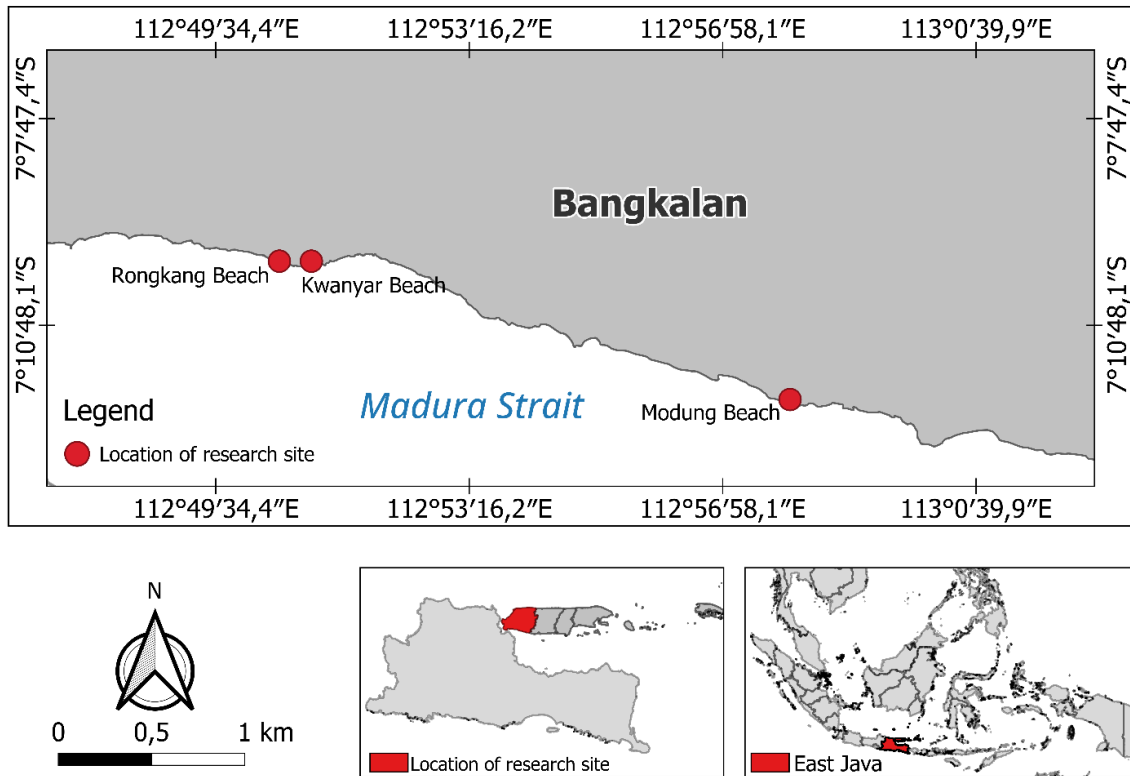 112°49′34,4″E 112°53′16,2″E 112°56′58,1″E 113°0′39,9″E
7°7′47,4″S
7°7′47,4″S
Bangkalan
Rongkang Beach
Kwanyar Beach
7°10′48,1″S
7°10′48,1″S
Madura Strait
Modung Beach
Legend
Location of research site
112°49′34,4″E 112°53′16,2″E 112°56′58,1″E 113°0′39,9″E
N
0 0,5 1 km
Location of research site
East Java